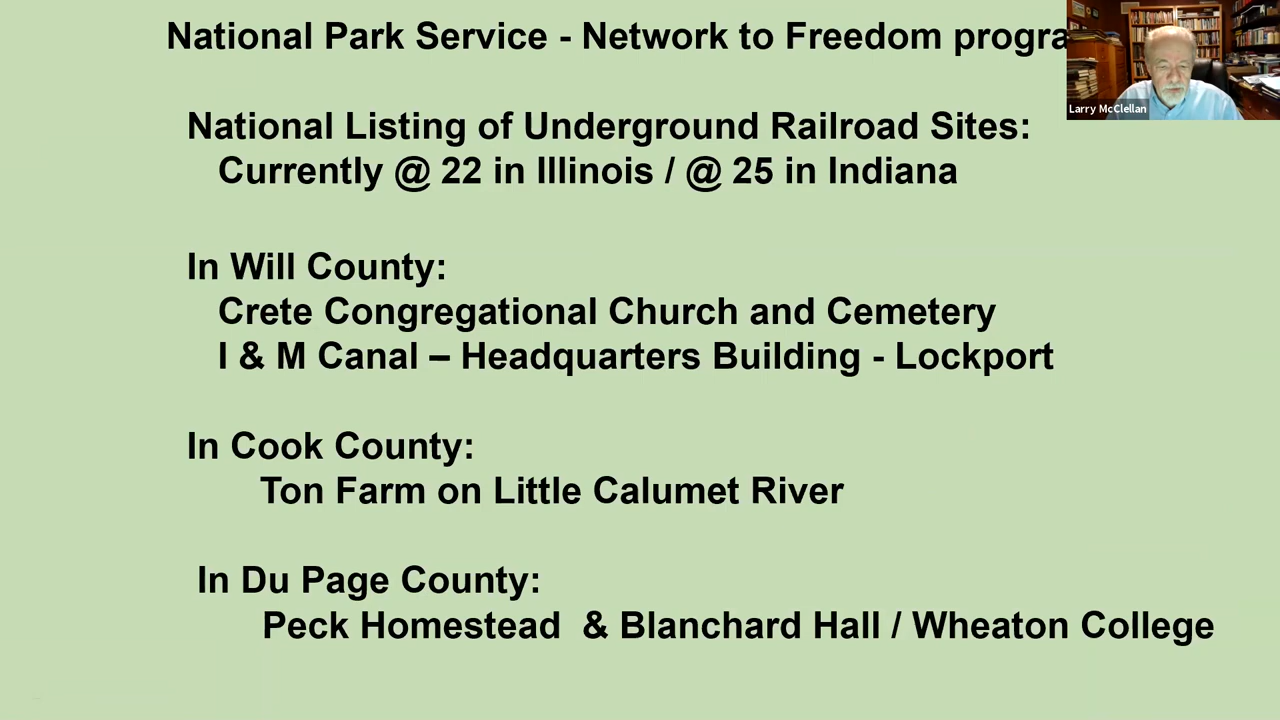 National Park Service - Network to Freedom progra
Larry McClellan
National Listing of Underground Railroad Sites:
Currently @ 22 in Illinois / @ 25 in Indiana
In Will County:
Crete Congregational Church and Cemetery
I & M Canal – Headquarters Building - Lockport
In Cook County:
Ton Farm on Little Calumet River
In Du Page County:
Peck Homestead & Blanchard Hall / Wheaton College